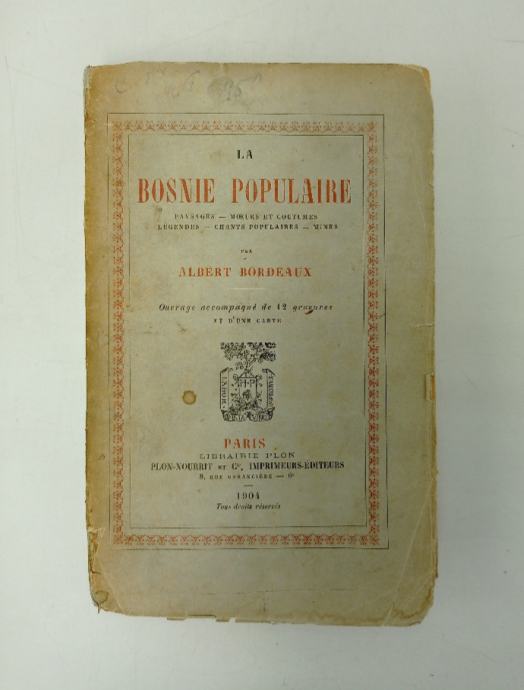 LA
BOSNIE POPULAIRE
PAYSAGES — MŒURS ET COUTUMES
LÉGENDES — CHANTS POPULAIRES — MINES
PAR
ALBERT BORDEAUX
Ouvrage accompagné de 12 gravures
ET D'UNE CARTE
H-P
PARIS
LIBRAIRIE PLON
PLON-NOURRIT ET Cie, IMPRIMEURS-ÉDITEURS
8, RUE GARANCIÈRE — 6e
1904
Tous droits réservés